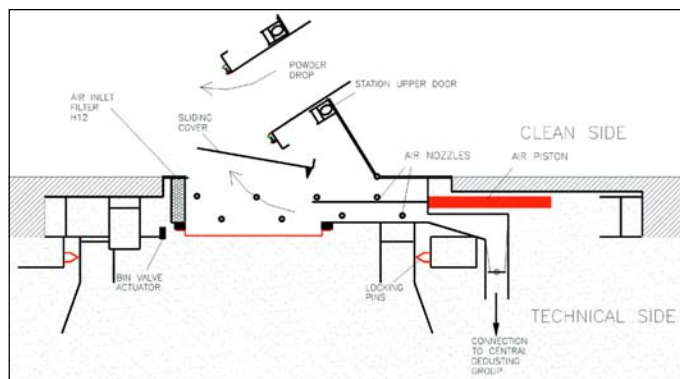 POWDER
DROP
STATION UPPER DOOR
AIR INLET
FILTER
H12
SLIDING
COVER
CLEAN SIDE
AIR NOZZLES
AIR PISTON
BIN VALVE
ACTUATOR
LOCKING
PINS
TECHNICAL SIDE
CONNECTION
TO CENTRAL
DEDUSTING
GROUP